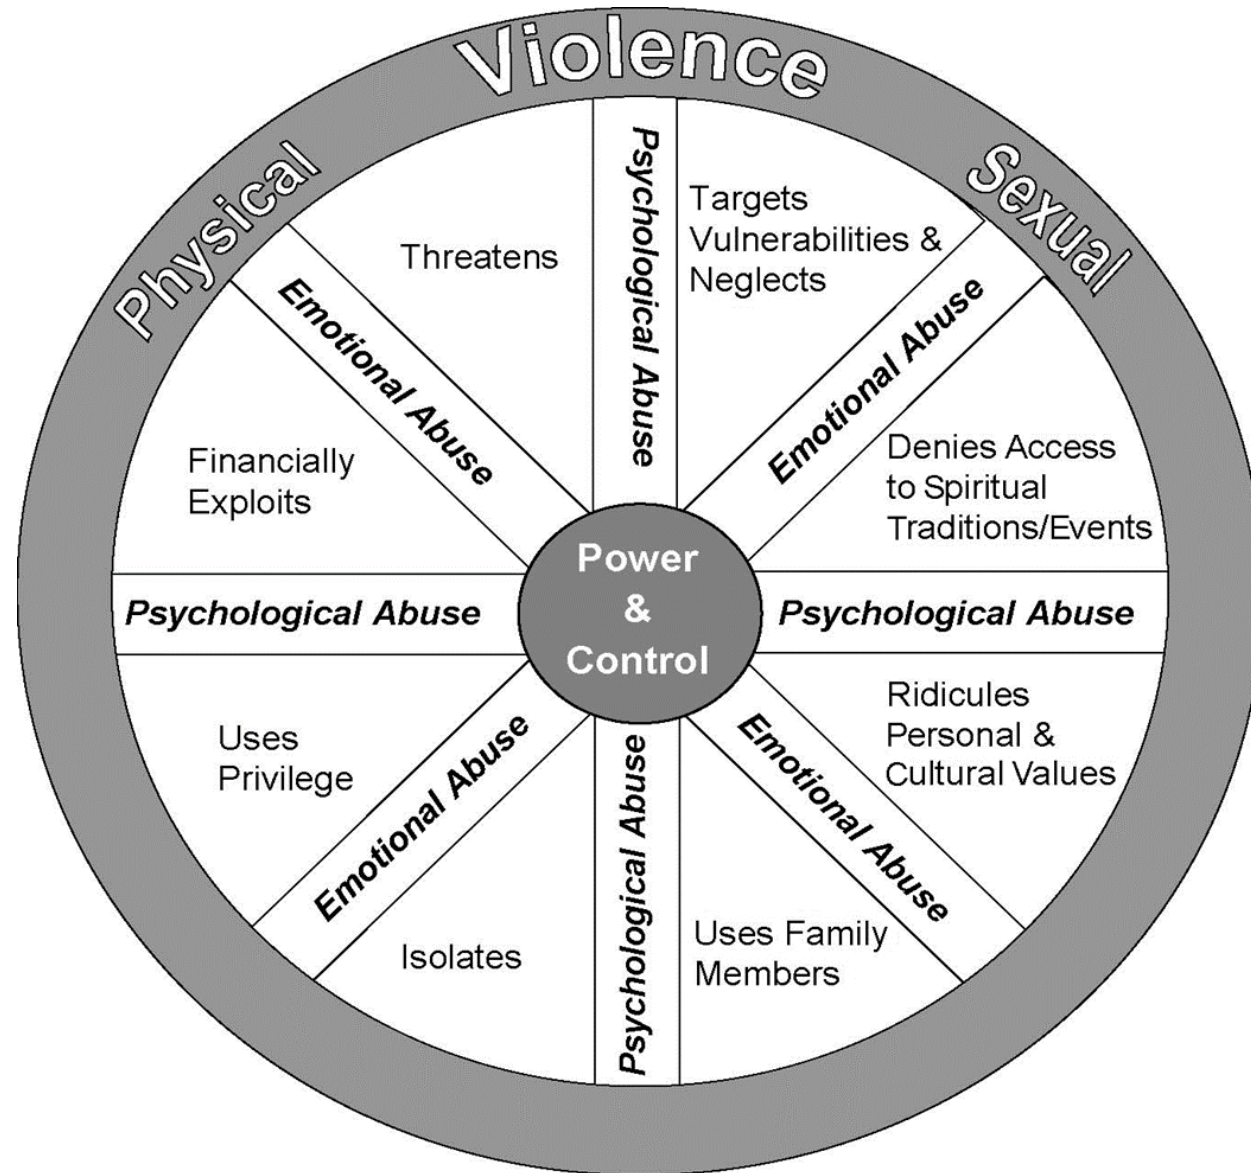 Violence
Physical
Sexual
Psychological Abuse
Threatens
Targets
Vulnerabilities &
Neglects
Emotional Abuse
Emotional Abuse
Financially
Exploits
Denies Access
to Spiritual
Traditions/Events
Power
&
Control
Psychological Abuse
Psychological Abuse
Uses
Privilege
Ridicules
Personal &
Cultural Values
Emotional Abuse
Emotional Abuse
Isolates
Psychological Abuse
Uses Family
Members